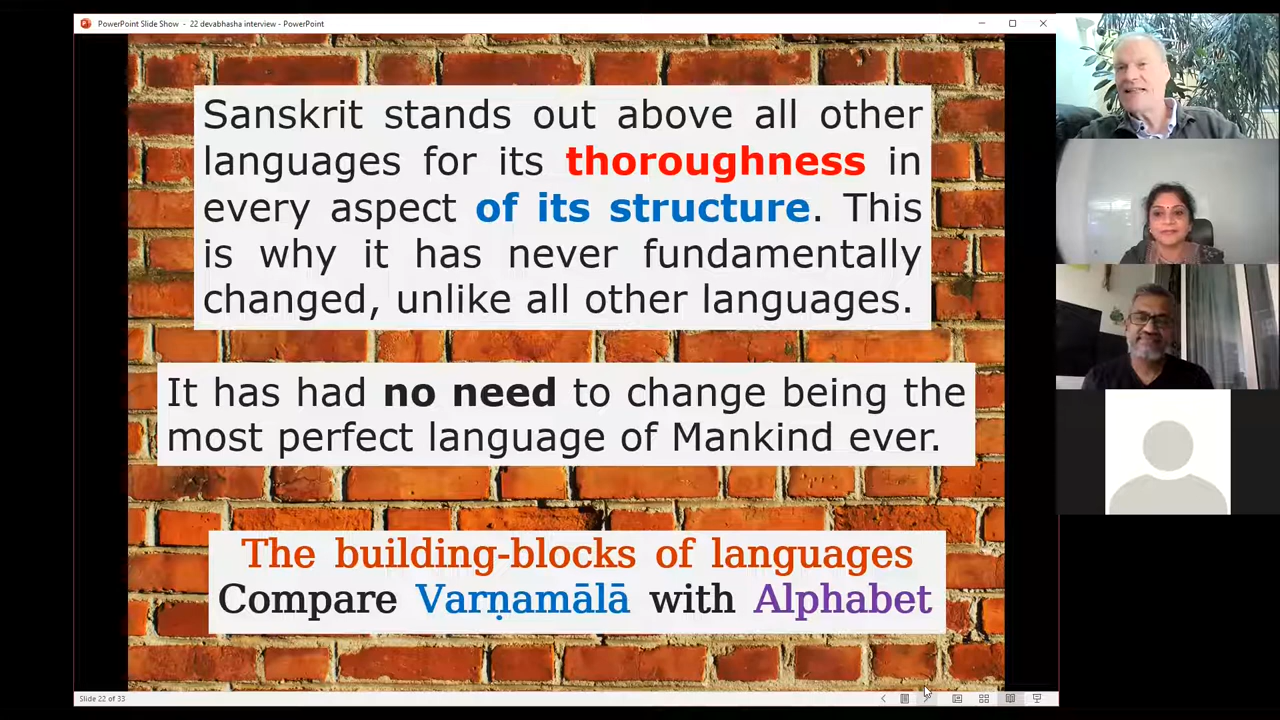 PowerPoint Slide Show - 22 devabhasha interview - PowerPoint
Sanskrit stands out above all other
languages for its thoroughness in
every aspect of its structure. This
is why it has never fundamentally
changed, unlike all other languages.
It has had no need to change being the
most perfect language of Mankind ever.
The building-blocks of languages
Compare Varṇamālā with Alphabet
Slide 22 of 33